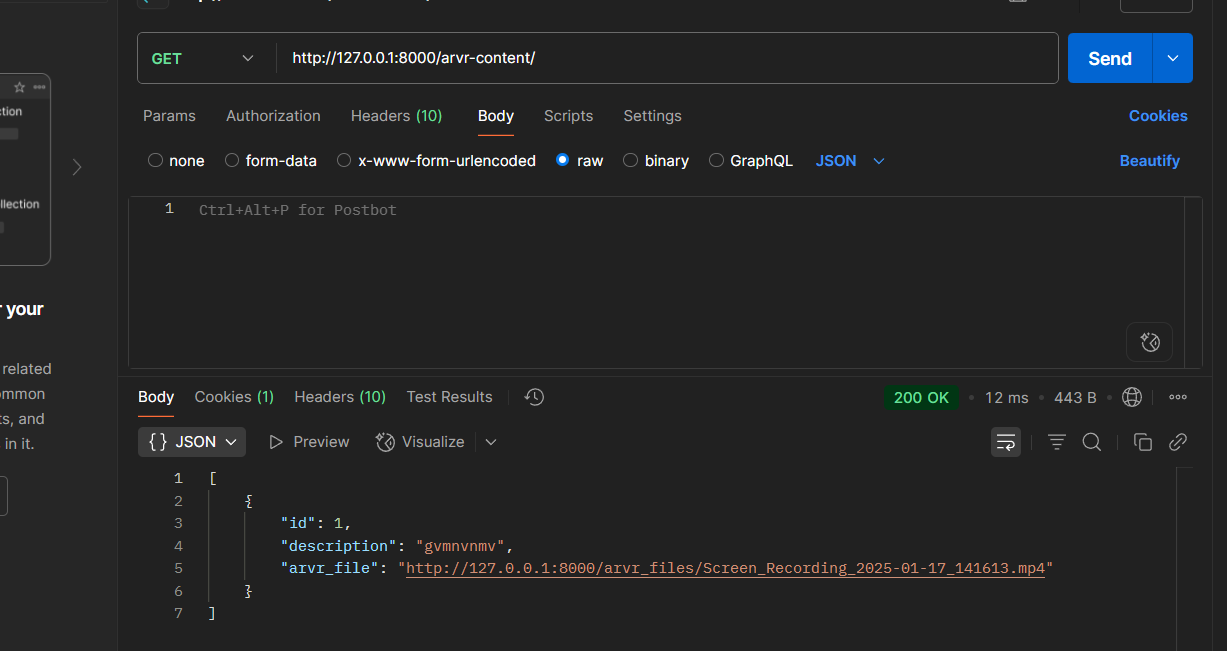 GET http://127.0.0.1:8000/arvr-content/ Send
Params Authorization Headers (10) Body Scripts Settings Cookies
none form-data x-www-form-urlencoded raw binary GraphQL JSON Beautify
1 Ctrl+Alt+P for Postbot
ction
llection
your
related
ommon
ts, and
in it.
Body Cookies (1) Headers (10) Test Results 200 OK • 12 ms • 443 B •
{} JSON Preview Visualize
1 [
2 {
3 "id": 1,
4 "description": "gvmnvnmv",
5 "arvr_file": "http://127.0.0.1:8000/arvr_files/Screen_Recording_2025-01-17_141613.mp4"
6 }
7 ]